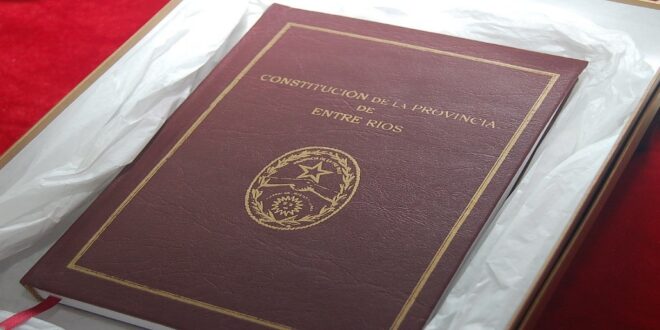 CONSTITUCIÓN DE LA PROVINCIA
DE
ENTRE RIOS